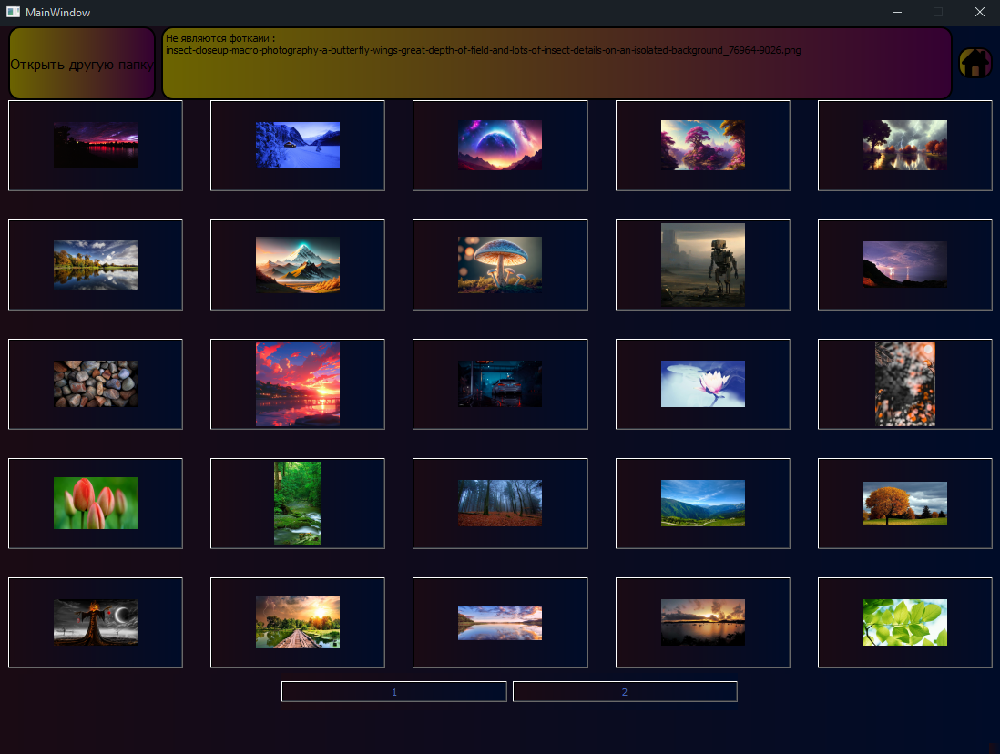 MainWindow
Открыть другую папку
Не являются фотками :
insect-closeup-macro-photography-a-butterfly-wings-great-depth-of-field-and-lots-of-insect-details-on-an-isolated-background_76964-9026.png
1
2